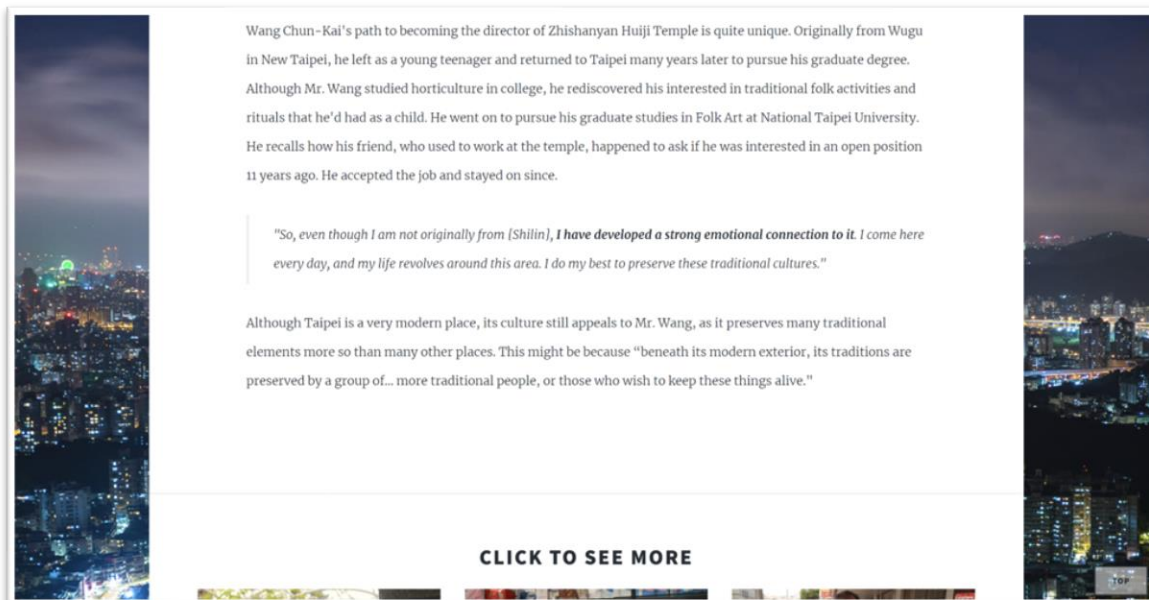 Wang Chun-Kai's path to becoming the director of Zhishanyan Huiji Temple is quite unique. Originally from Wugu
in New Taipei, he left as a young teenager and returned to Taipei many years later to pursue his graduate degree.
Although Mr. Wang studied horticulture in college, he rediscovered his interested in traditional folk activities and
rituals that he'd had as a child. He went on to pursue his graduate studies in Folk Art at National Taipei University.
He recalls how his friend, who used to work at the temple, happened to ask if he was interested in an open position
11 years ago. He accepted the job and stayed on since.
"So, even though I am not originally from [Shilin], I have developed a strong emotional connection to it. I come here
every day, and my life revolves around this area. I do my best to preserve these traditional cultures."
Although Taipei is a very modern place, its culture still appeals to Mr. Wang, as it preserves many traditional
elements more so than many other places. This might be because “beneath its modern exterior, its traditions are
preserved by a group of... more traditional people, or those who wish to keep these things alive."
CLICK TO SEE MORE
TOP